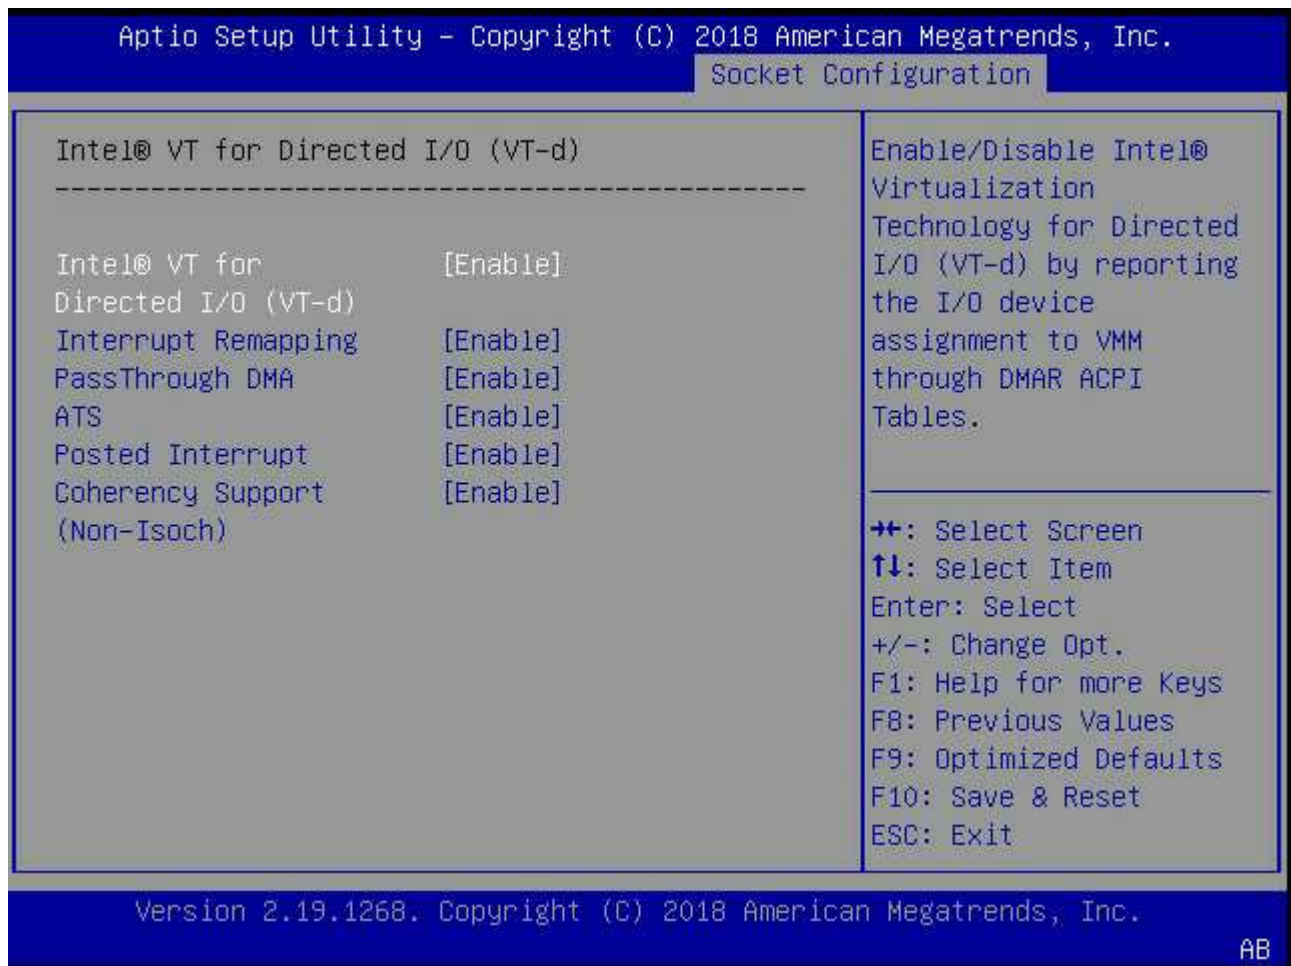 Aptio Setup Utility – Copyright (C) 2018 American Megatrends, Inc.
Socket Configuration
Intel® VT for Directed I/O (VT-d)
------------------------------------------------
Intel® VT for [Enable]
Directed I/O (VT-d)
Interrupt Remapping [Enable]
PassThrough DMA [Enable]
ATS [Enable]
Posted Interrupt [Enable]
Coherency Support [Enable]
(Non-Isoch)
Enable/Disable Intel®
Virtualization
Technology for Directed
I/O (VT-d) by reporting
the I/O device
assignment to VMM
through DMAR ACPI
Tables.
→←: Select Screen
↑↓: Select Item
Enter: Select
+/-: Change Opt.
F1: Help for more Keys
F8: Previous Values
F9: Optimized Defaults
F10: Save & Reset
ESC: Exit
Version 2.19.1268. Copyright (C) 2018 American Megatrends, Inc.
AB